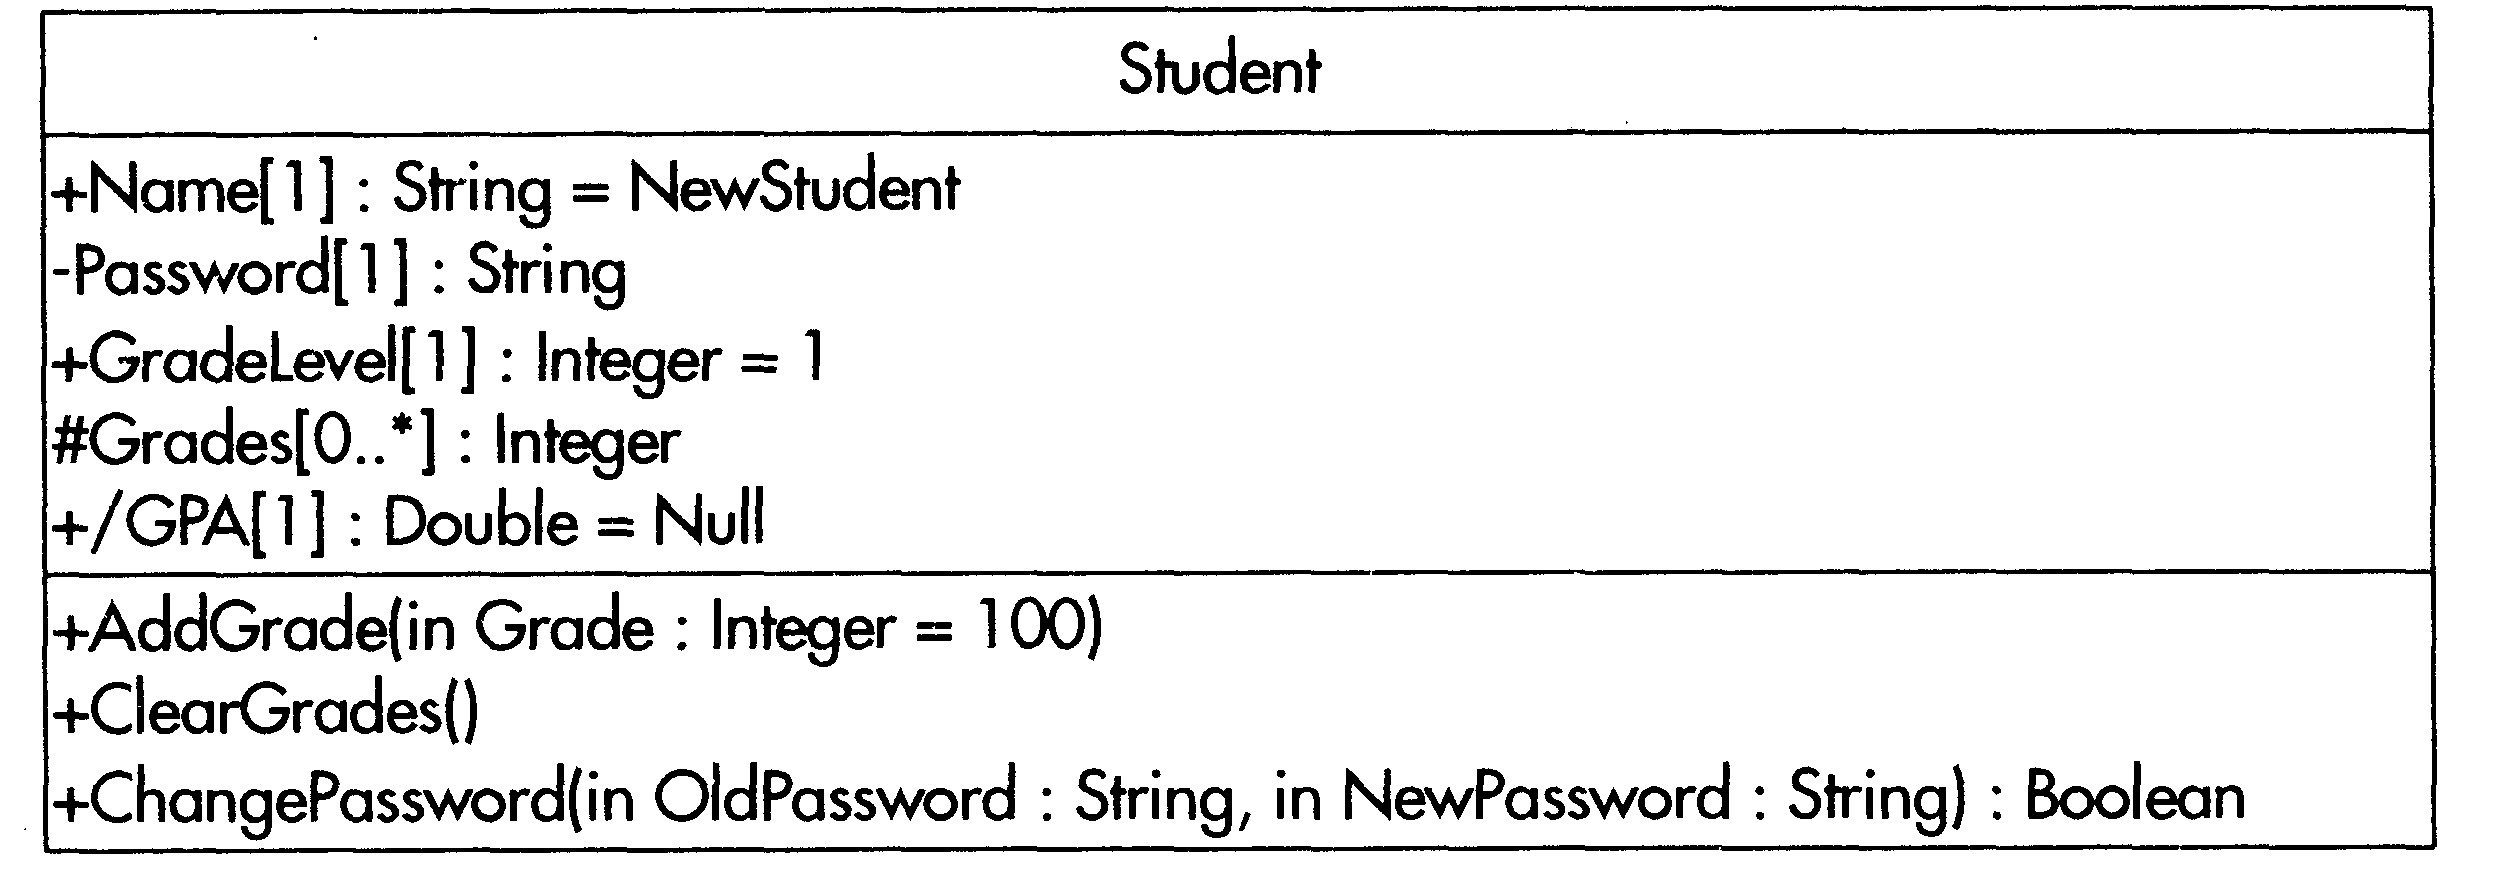 Student
+Name[1] : String = NewStudent
-Password[1] : String
+GradeLevel[1] : Integer = 1
#Grades[0..*] : Integer
+/GPA[1] : Double = Null
+AddGrade(in Grade : Integer = 100)
+ClearGrades()
+ChangePassword(in OldPassword : String, in NewPassword : String) : Boolean